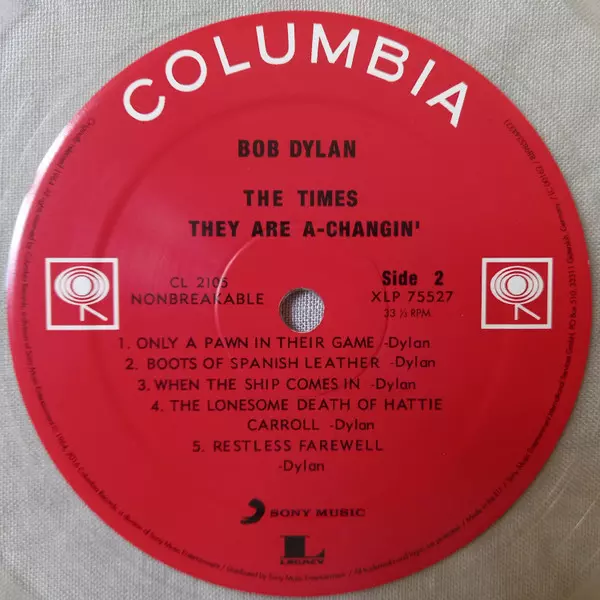 COLUMBIA
BOB DYLAN
THE TIMES
THEY ARE A-CHANGIN'
CL 2105
NONBREAKABLE
Side 2
XLP 75527
33 ⅓ RPM
1. ONLY A PAWN IN THEIR GAME -Dylan
2. BOOTS OF SPANISH LEATHER -Dylan
3. WHEN THE SHIP COMES IN -Dylan
4. THE LONESOME DEATH OF HATTIE
CARROLL -Dylan
5. RESTLESS FAREWELL
-Dylan
SONY MUSIC
L
LEGACY